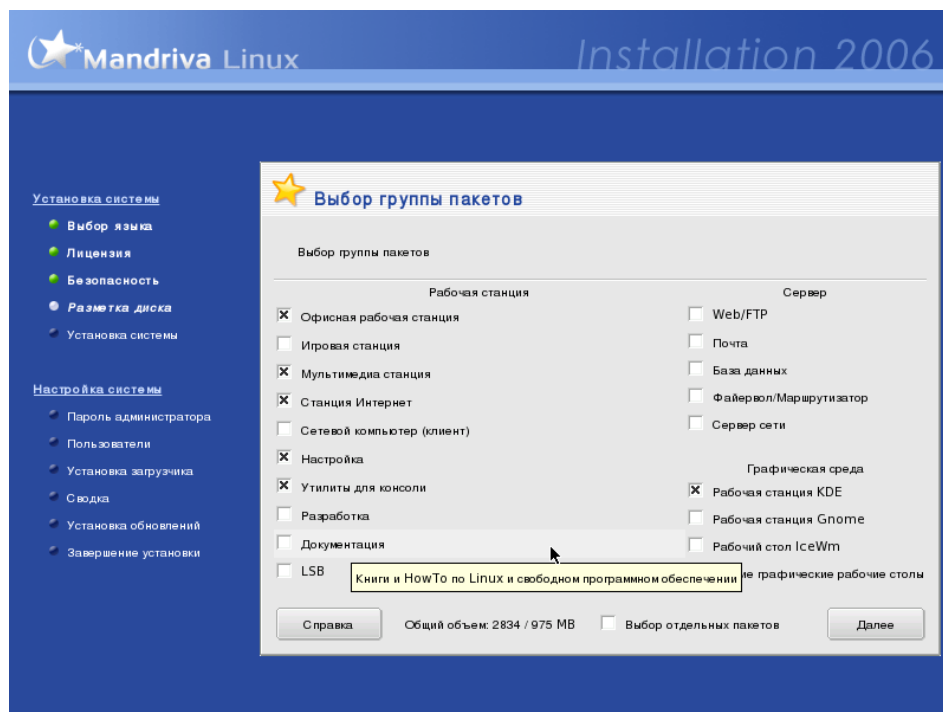 Mandriva Linux
Installation 2006
Установка системы
Выбор языка
Лицензия
Безопасность
Разметка диска
Установка системы
Настройка системы
Пароль администратора
Пользователи
Установка загрузчика
Сводка
Установка обновлений
Завершение установки
Выбор группы пакетов
Выбор группы пакетов
Рабочая станция
Офисная рабочая станция
Игровая станция
Мультимедиа станция
Станция Интернет
Сетевой компьютер (клиент)
Настройка
Утилиты для консоли
Разработка
Документация
LSB
Сервер
Web/FTP
Почта
База данных
Файервол/Маршрутизатор
Сервер сети
Графическая среда
Рабочая станция KDE
Рабочая станция Gnome
Рабочий стол IceWm
графические рабочие столы
Книги и HowTo по Linux и свободном программном обеспечении
Справка
Общий объем: 2834 / 975 MB
Выбор отдельных пакетов
Далее